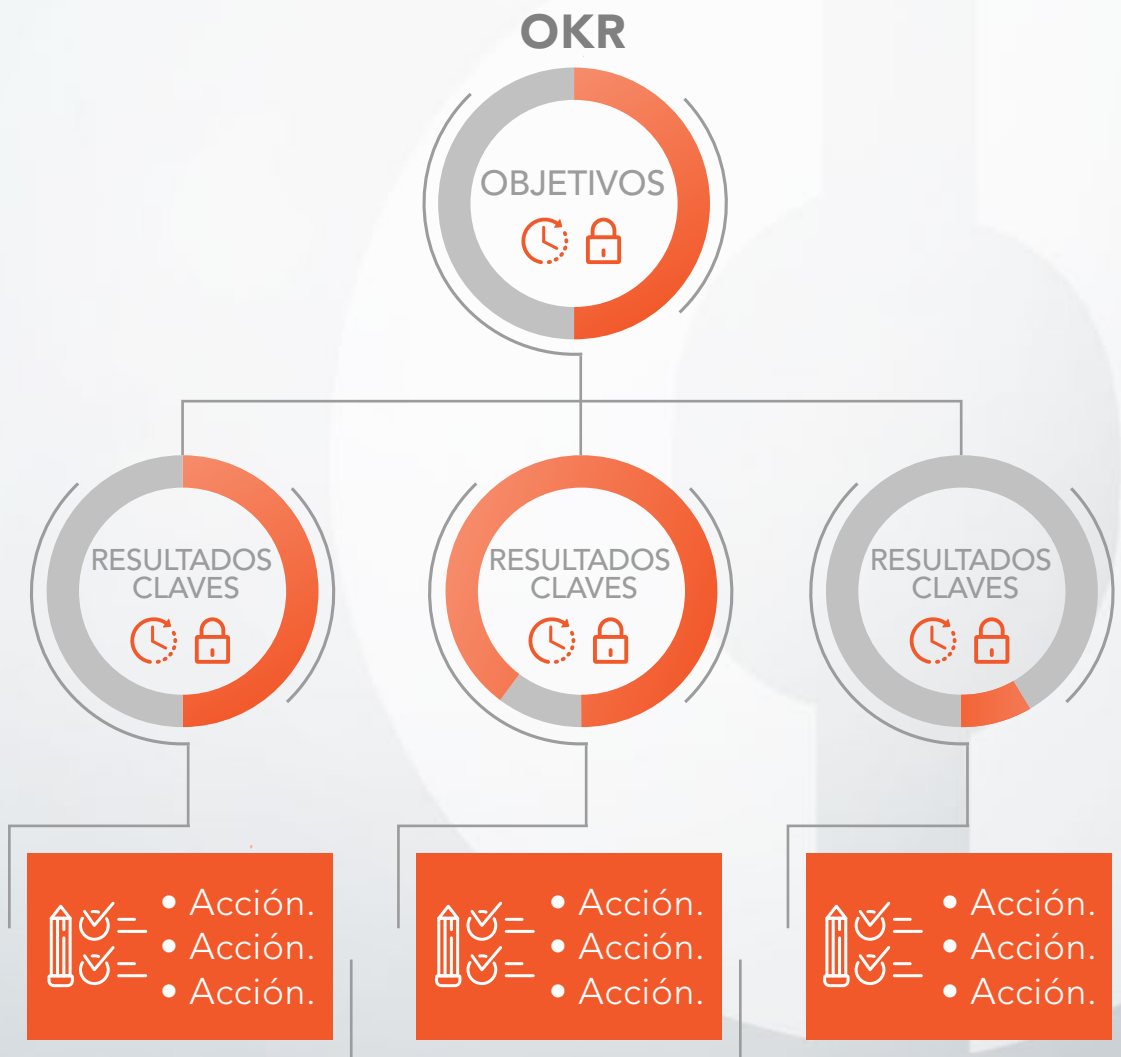 OKR
OBJETIVOS
RESULTADOS
CLAVES
RESULTADOS
CLAVES
RESULTADOS
CLAVES
• Acción.
• Acción.
• Acción.
• Acción.
• Acción.
• Acción.
• Acción.
• Acción.
• Acción.